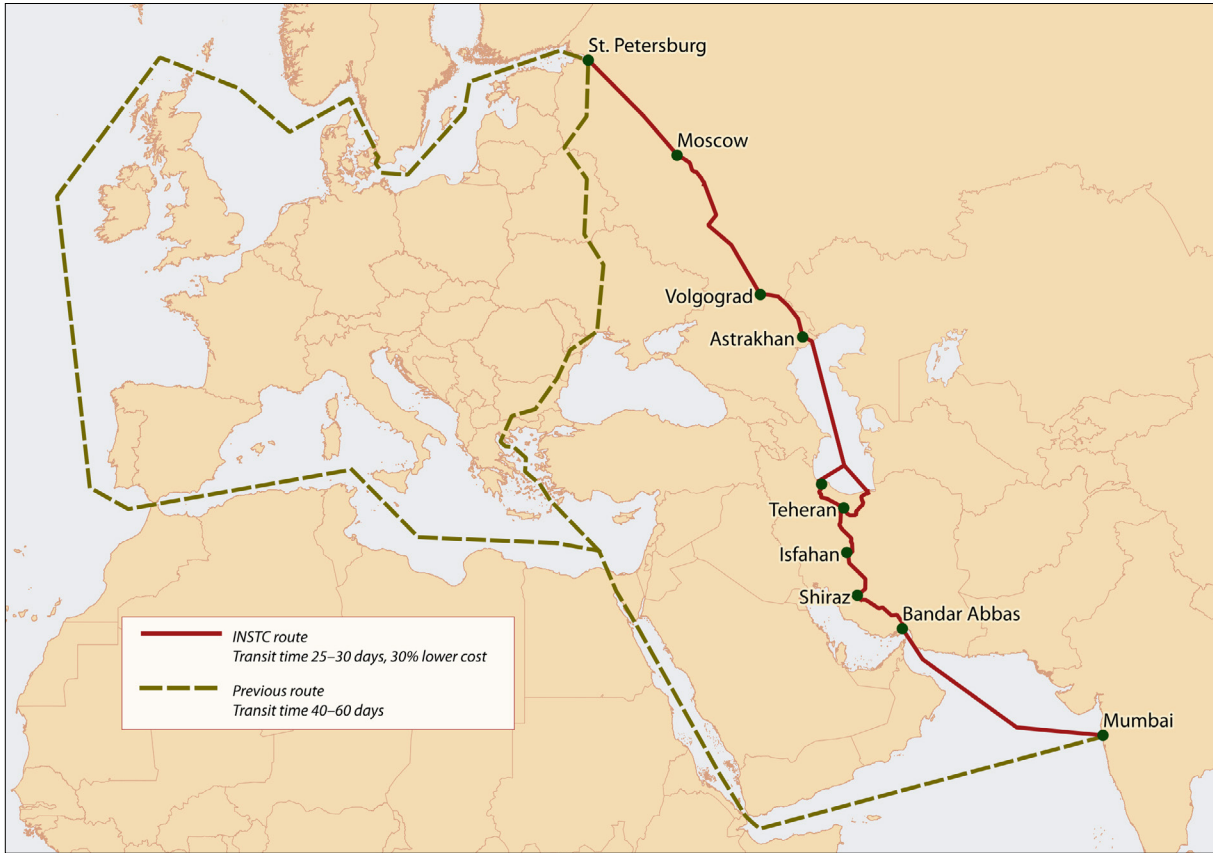 St. Petersburg
Moscow
Volgograd
Astrakhan
Teheran
Isfahan
Shiraz
Bandar Abbas
Mumbai
INSTC route
Transit time 25–30 days, 30% lower cost
Previous route
Transit time 40–60 days